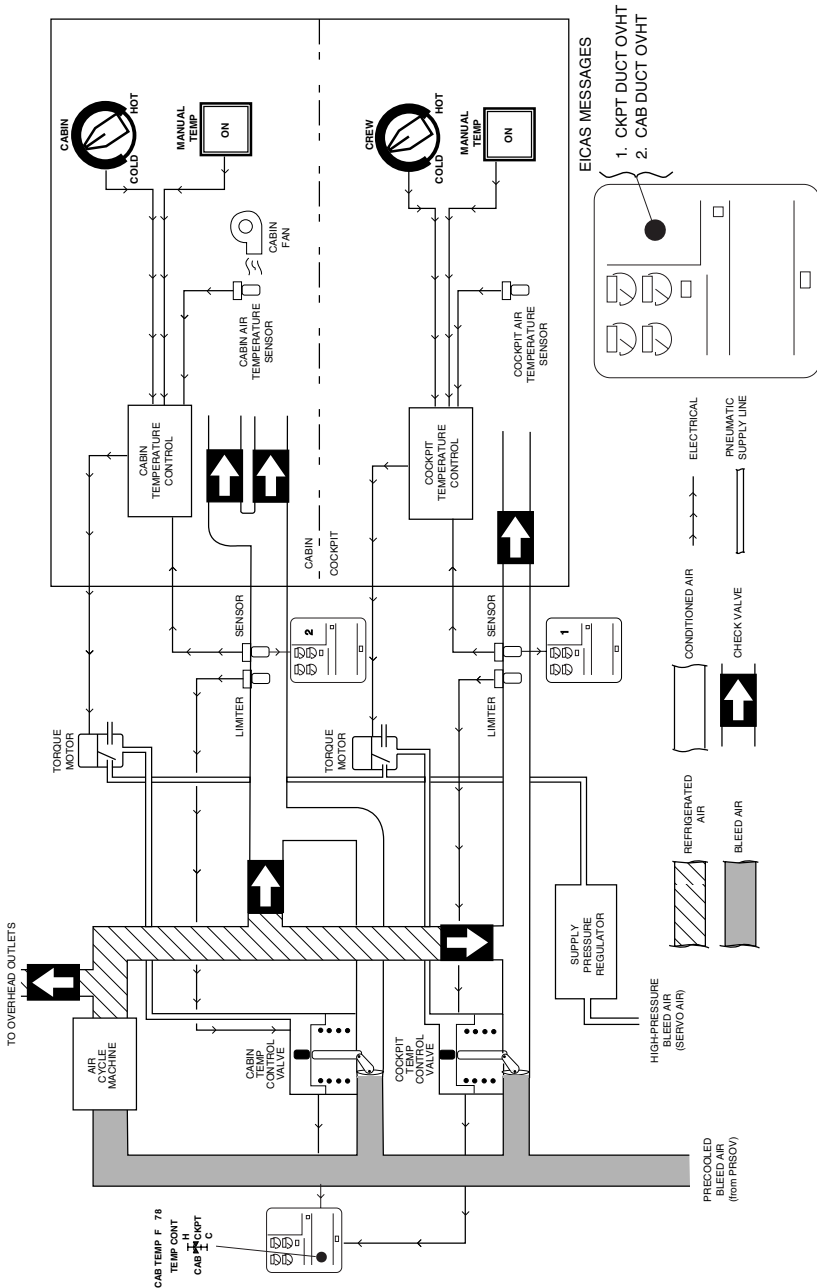 TO OVERHEAD OUTLETS
AIR
CYCLE
MACHINE
TORQUE
MOTOR
CABIN
TEMPERATURE
CONTROL
CABIN
COLD
HOT
MANUAL
TEMP
ON
CABIN
FAN
CABIN AIR
TEMPERATURE
SENSOR
CAB TEMP F 78
TEMP CONT
H
CAB CKPT
C
CABIN
TEMP
CONTROL
VALVE
LIMITER
SENSOR
2
CABIN
COCKPIT
TORQUE
MOTOR
COCKPIT
TEMPERATURE
CONTROL
CREW
COLD
HOT
MANUAL
TEMP
ON
COCKPIT AIR
TEMPERATURE
SENSOR
COCKPIT
TEMP
CONTROL
VALVE
LIMITER
SENSOR
1
PRECOOLED
BLEED AIR
(from PRSOV)
HIGH-PRESSURE
BLEED AIR
(SERVO AIR)
SUPPLY
PRESSURE
REGULATOR
EICAS MESSAGES
1. CKPT DUCT OVHT
2. CAB DUCT OVHT
REFRIGERATED
AIR
CONDITIONED AIR
ELECTRICAL
BLEED AIR
CHECK VALVE
PNEUMATIC
SUPPLY LINE